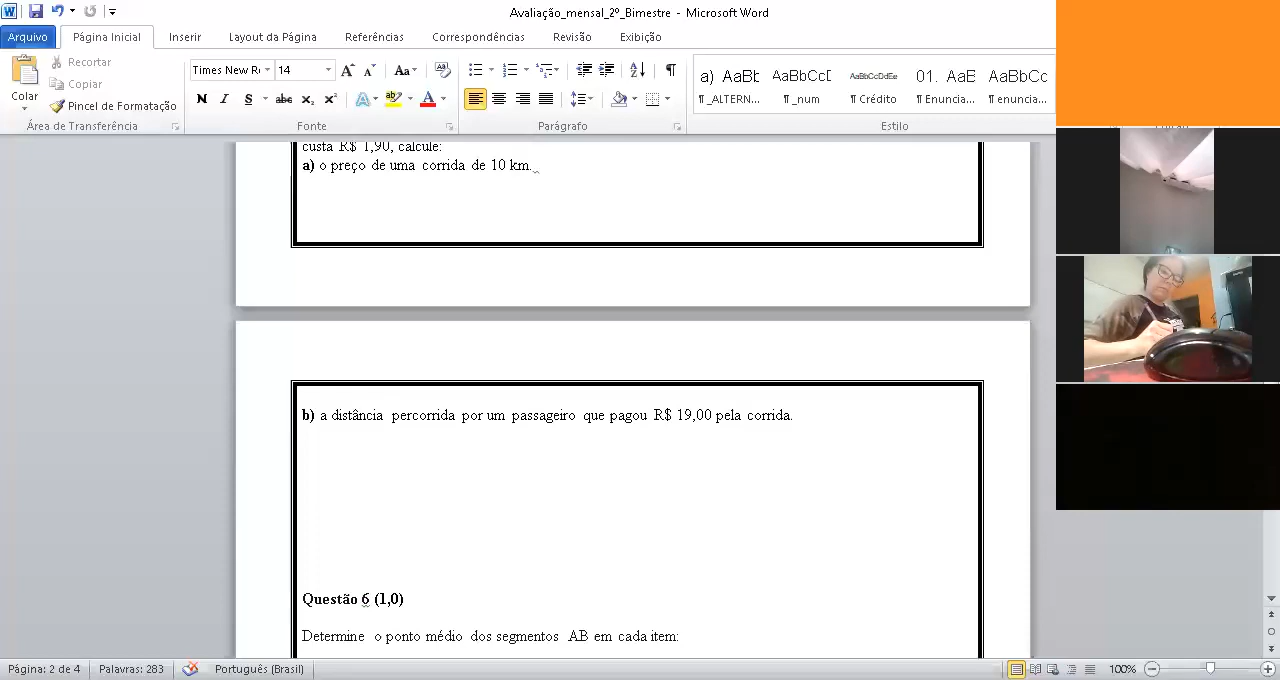 Avaliação_mensal_2º_Bimestre - Microsoft Word
Arquivo Página Inicial Inserir Layout da Página Referências Correspondências Revisão Exibição
Colar
Recortar
Copiar
Pincel de Formatação
Área de Transferência
Times New R 14
N I S abc x₂ x²
Fonte
Parágrafo
a) AaBb AaBbCcD AaBbCcDdEe 01. AaE AaBbCc
¶ _ALTERN... ¶ _num ¶ Crédito ¶ Enuncia... ¶ enuncia...
Estilo
custa R$ 1,90, calcule:
a) o preço de uma corrida de 10 km.
b) a distância percorrida por um passageiro que pagou R$ 19,00 pela corrida.
Questão 6 (1,0)
Determine o ponto médio dos segmentos AB em cada item:
Página: 2 de 4 Palavras: 283 Português (Brasil) 100%